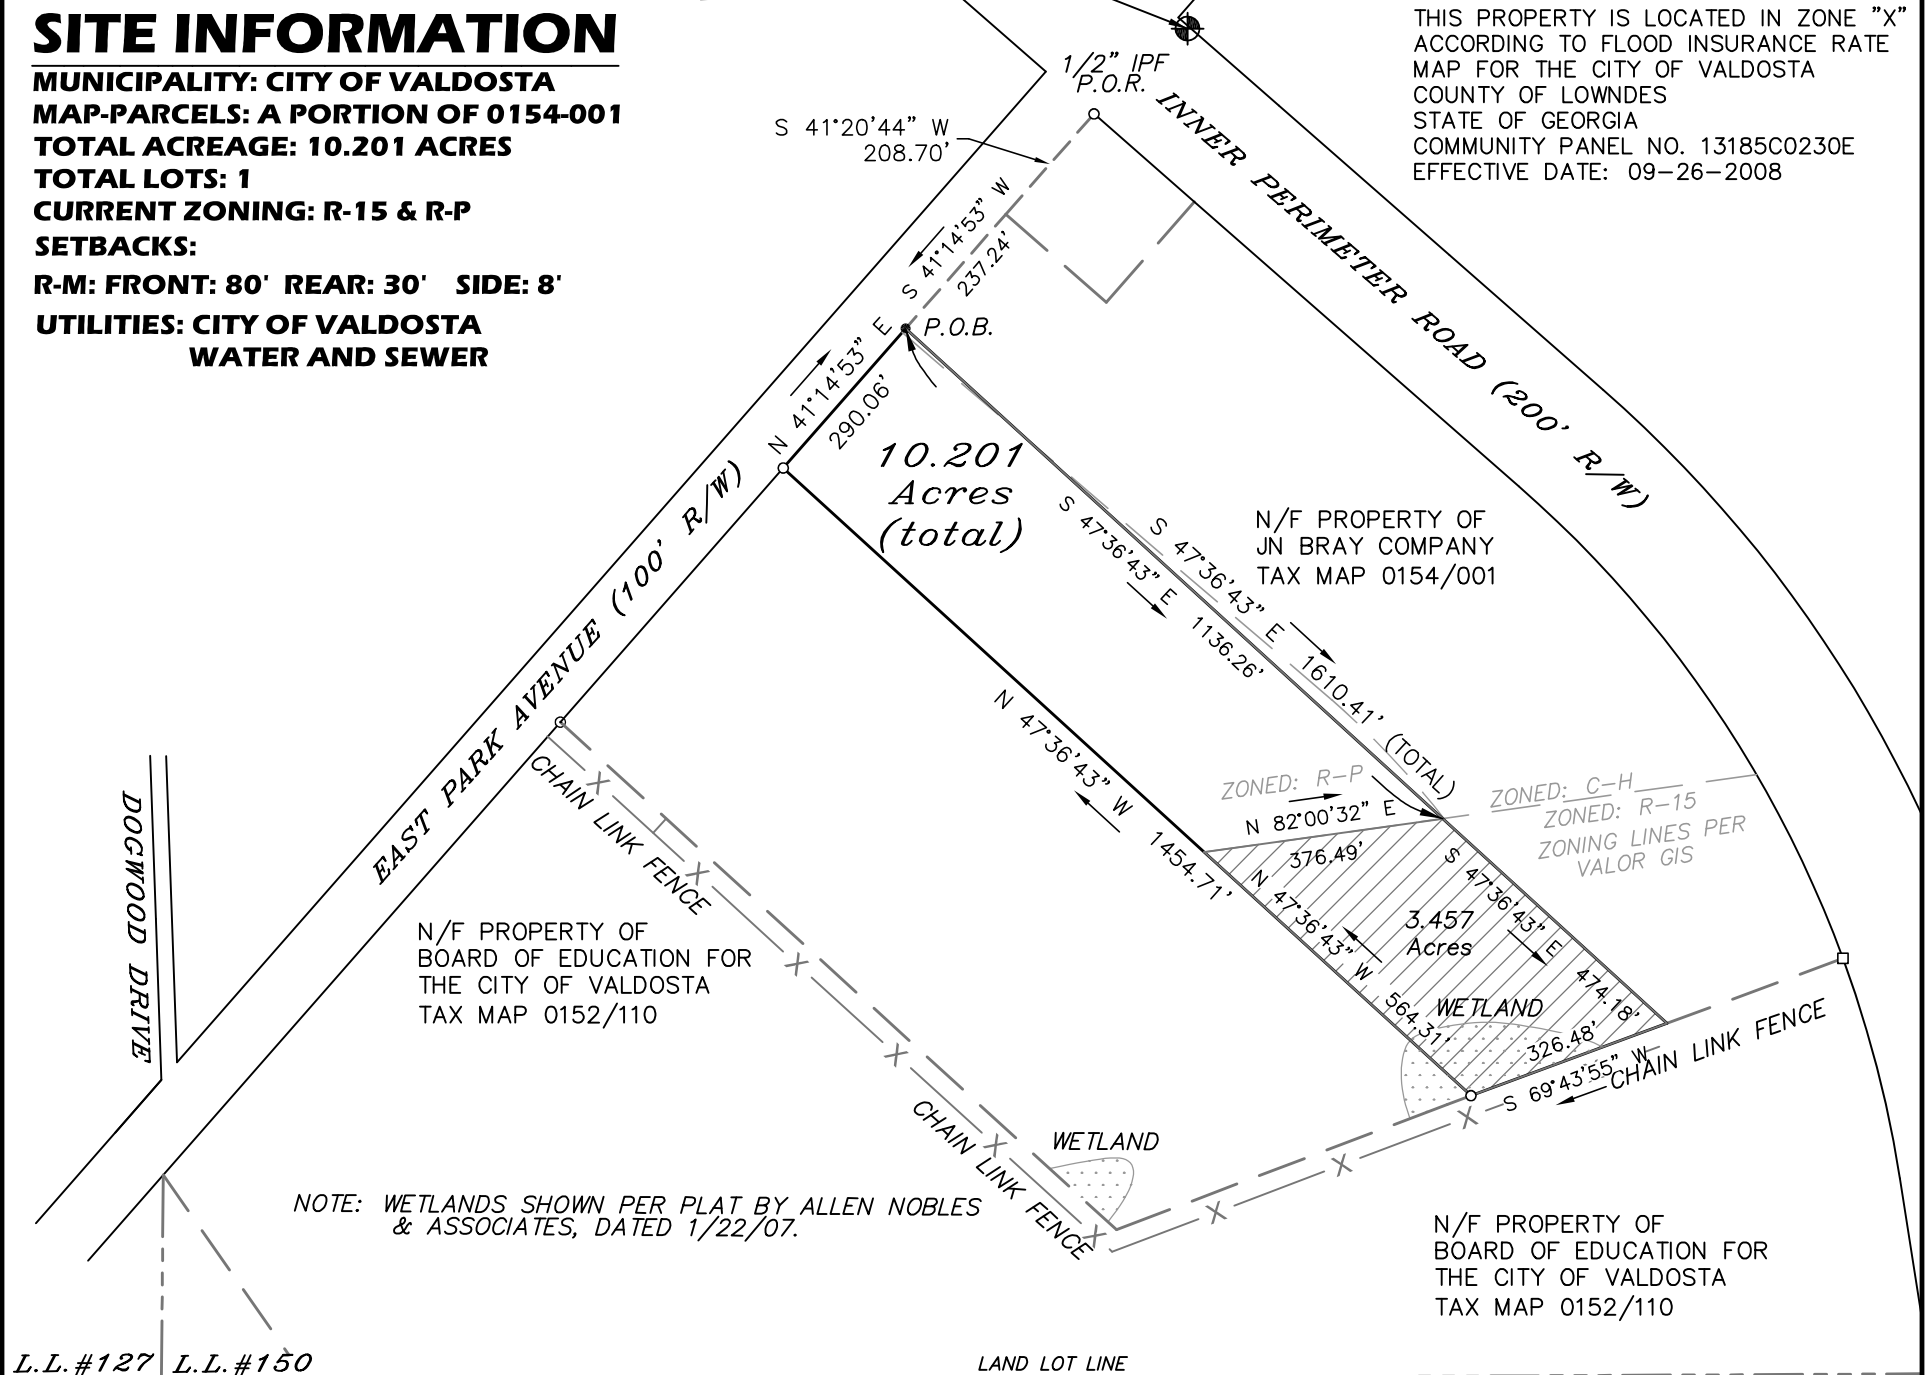 SITE INFORMATION
MUNICIPALITY: CITY OF VALDOSTA
MAP-PARCELS: A PORTION OF 0154-001
TOTAL ACREAGE: 10.201 ACRES
TOTAL LOTS: 1
CURRENT ZONING: R-15 & R-P
SETBACKS:
R-M: FRONT: 80' REAR: 30' SIDE: 8'
UTILITIES: CITY OF VALDOSTA
WATER AND SEWER
THIS PROPERTY IS LOCATED IN ZONE "X"
ACCORDING TO FLOOD INSURANCE RATE
MAP FOR THE CITY OF VALDOSTA
COUNTY OF LOWNDES
STATE OF GEORGIA
COMMUNITY PANEL NO. 13185C0230E
EFFECTIVE DATE: 09-26-2008
1/2" IPF
P.O.R.
S 41°20'44" W
208.70'
INNER PERIMETER ROAD (200' R/W)
S 41°14'53" W
237.24'
P.O.B.
N 41°14'53" E
290.06'
10.201
Acres
(total)
EAST PARK AVENUE (100' R/W)
N/F PROPERTY OF
JN BRAY COMPANY
TAX MAP 0154/001
S 47°36'43" E 1610.41' (TOTAL)
S 47°36'43" E 1136.26'
N 47°36'43" W 1454.71'
ZONED: R-P
N 82°00'32" E
376.49'
ZONED: C-H
ZONED: R-15
ZONING LINES PER
VALOR GIS
S 47°36'43" E 474.18'
3.457
Acres
N 47°36'43" W 564.31'
WETLAND
326.48'
S 69°43'55" W
CHAIN LINK FENCE
DOGWOOD DRIVE
CHAIN LINK FENCE
X
X
X
X
X
X
X
X
X
X
N/F PROPERTY OF
BOARD OF EDUCATION FOR
THE CITY OF VALDOSTA
TAX MAP 0152/110
CHAIN LINK FENCE
WETLAND
NOTE: WETLANDS SHOWN PER PLAT BY ALLEN NOBLES
& ASSOCIATES, DATED 1/22/07.
N/F PROPERTY OF
BOARD OF EDUCATION FOR
THE CITY OF VALDOSTA
TAX MAP 0152/110
L.L.#127 L.L.#150
LAND LOT LINE